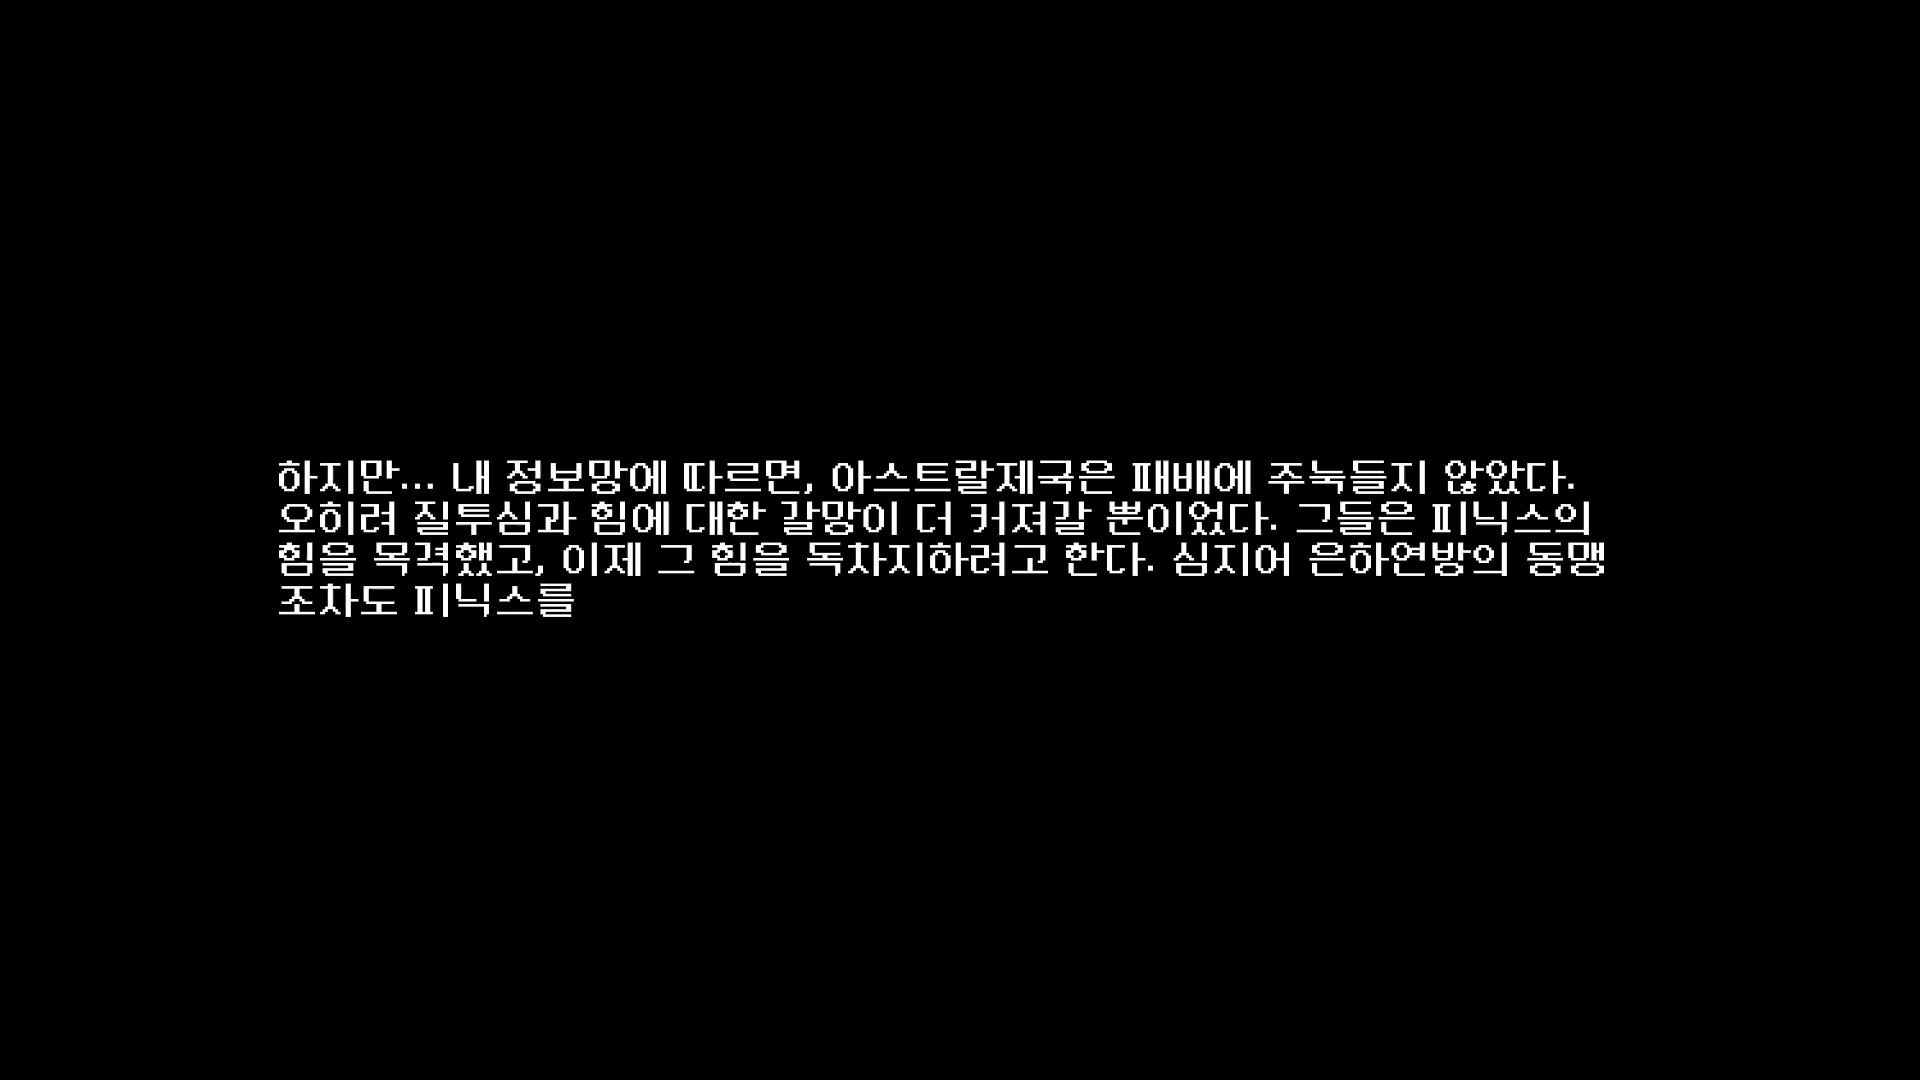 하지만... 내 정보망에 따르면, 아스트랄제국은 패배에 주눅들지 않았다.
오히려 질투심과 힘에 대한 갈망이 더 커져갈 뿐이었다. 그들은 피닉스의
힘을 목격했고, 이제 그 힘을 독차지하려고 한다. 심지어 은하연방의 동맹
조차도 피닉스를